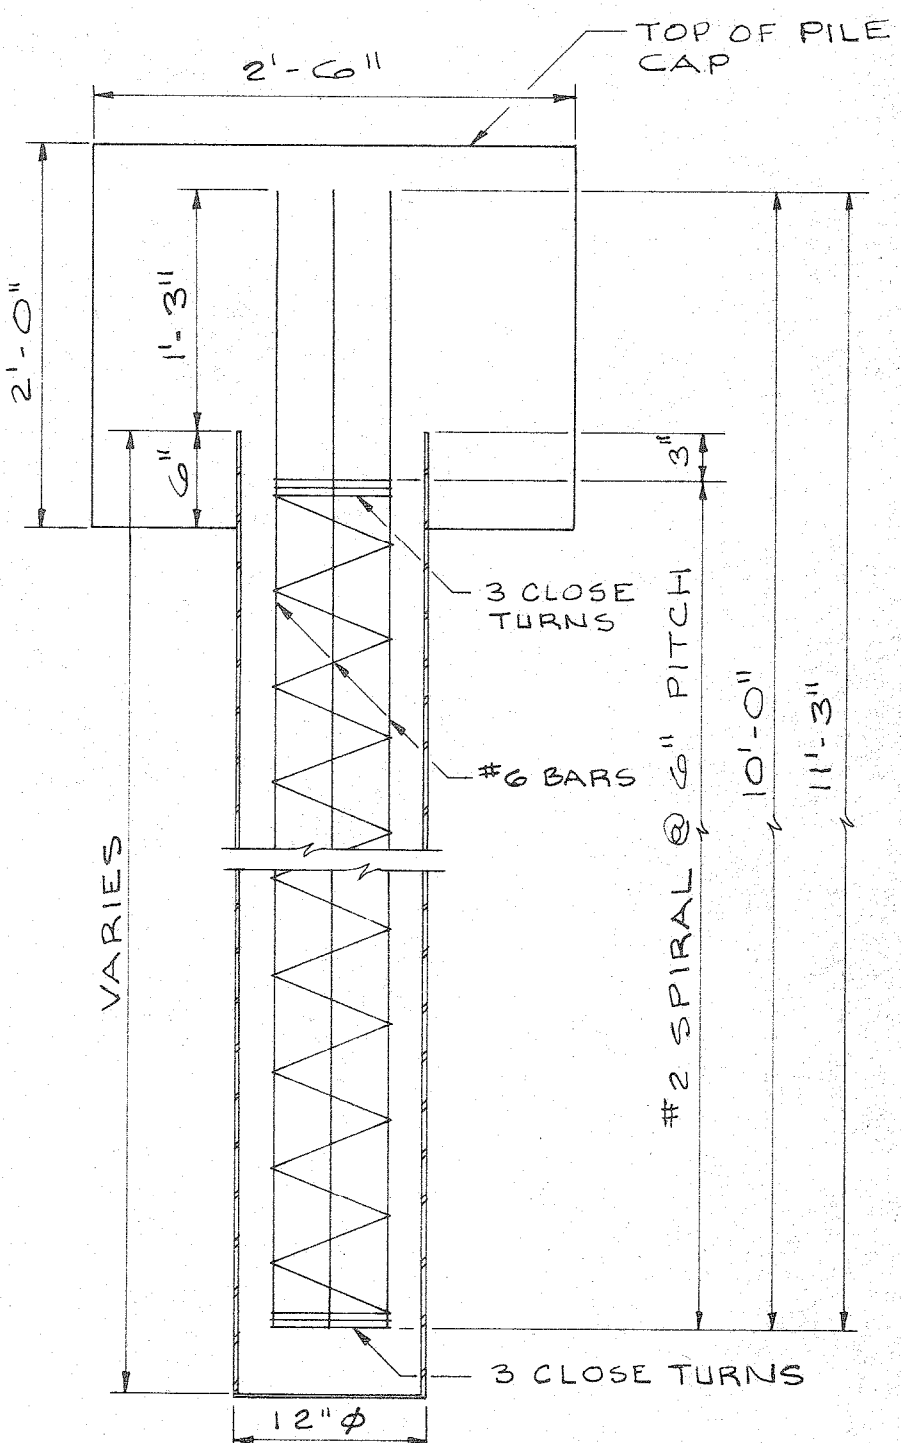 TOP OF PILE
CAP
2'-6"
2'-0"
1'-3"
6"
3"
3 CLOSE
TURNS
#6 BARS
#2 SPIRAL @ 6" PITCH
10'-0"
11'-3"
VARIES
3 CLOSE TURNS
12"φ